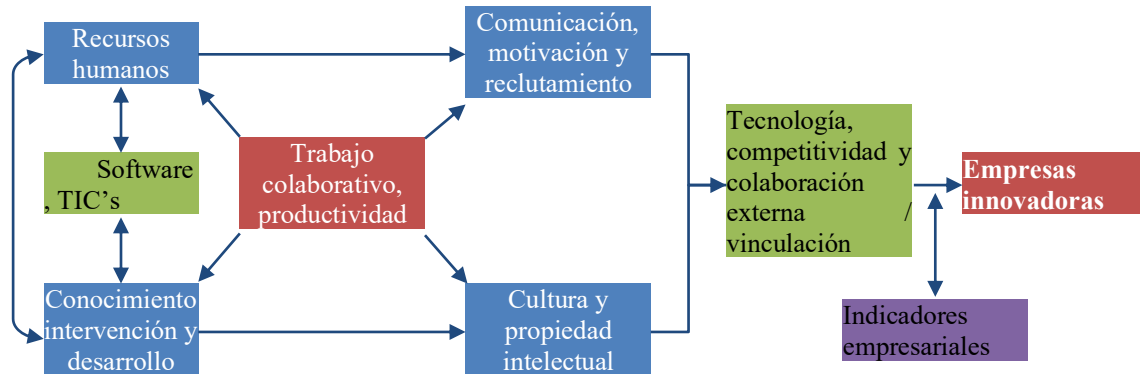 Recursos
humanos
Comunicación,
motivación y
reclutamiento
Software
, TIC’s
Trabajo
colaborativo,
productividad
Tecnología,
competitividad y
colaboración
externa /
vinculación
Empresas
innovadoras
Conocimiento
intervención y
desarrollo
Cultura y
propiedad
intelectual
Indicadores
empresariales